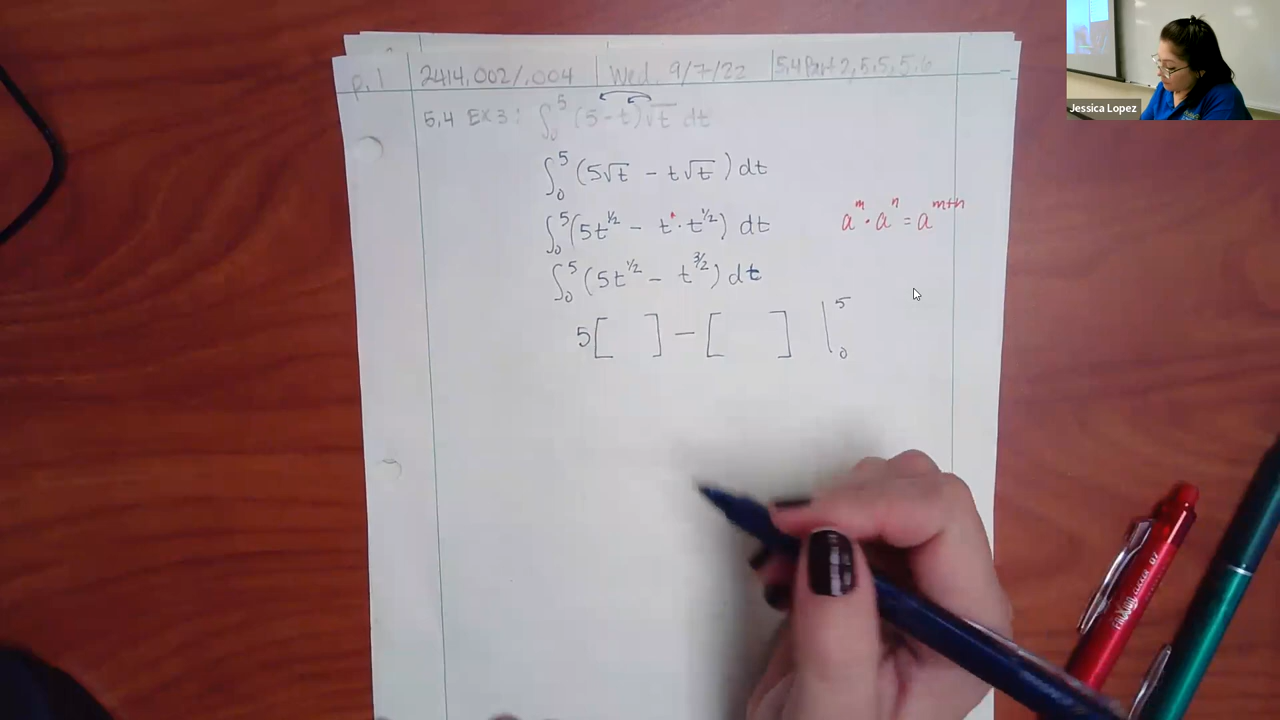 p.1 2414.002/.004 Wed. 9/7/22 5.4 Part 2, 5.5, 5.6
5.4 Ex 3: ∫₀⁵ (5 - t)√t dt
∫₀⁵ (5√t - t√t) dt
∫₀⁵ (5t^1/2 - t · t^1/2) dt
a^m · a^n = a^m+n
∫₀⁵ (5t^1/2 - t^3/2) dt
5[ ] - [ ] |₀⁵
Jessica Lopez